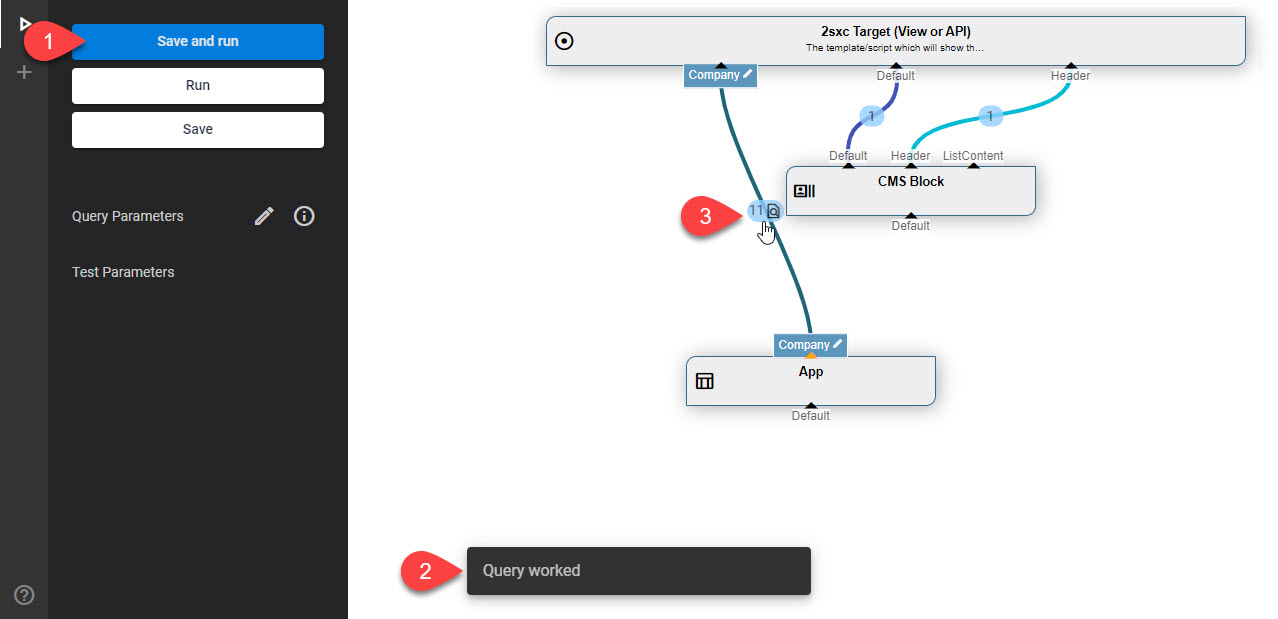 1
Save and run
Run
Save
Query Parameters
Test Parameters
2sxc Target (View or API)
The template/script which will show th...
Company
Default
Header
1
1
Default
Header
ListContent
CMS Block
Default
3
11
Company
App
Default
2
Query worked